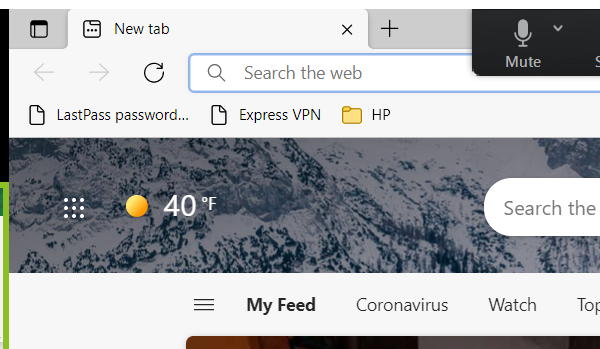 New tab
Mute
Search the web
LastPass password...
Express VPN
HP
40 °F
Search the
My Feed
Coronavirus
Watch
Top